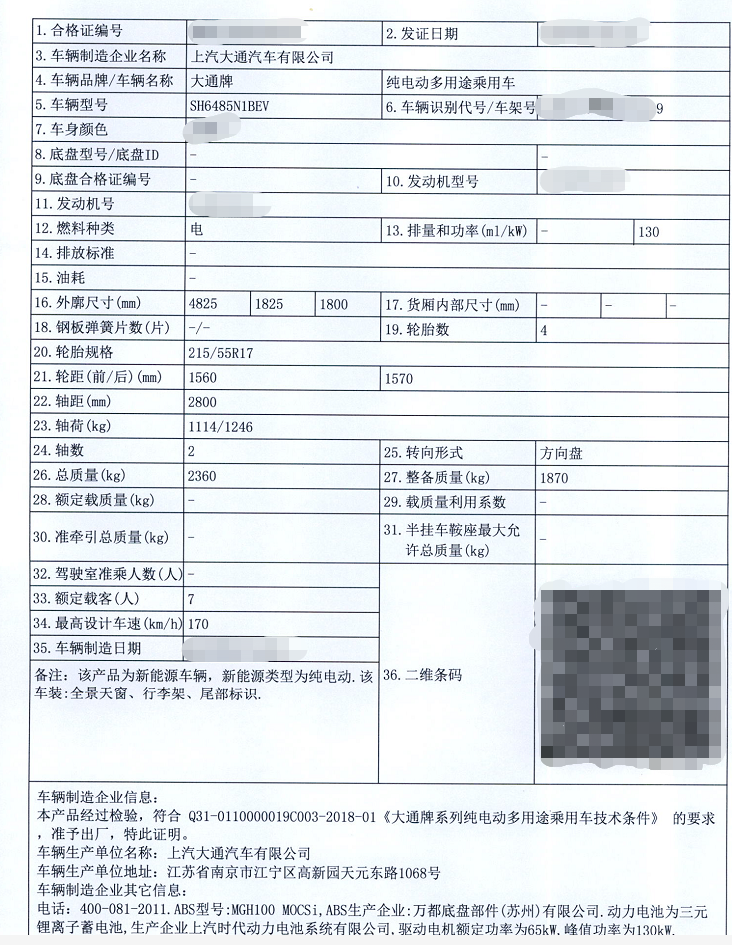 1.合格证编号 2.发证日期
3.车辆制造企业名称 上汽大通汽车有限公司
4.车辆品牌/车辆名称 大通牌 纯电动多用途乘用车
5.车辆型号 SH6485N1BEV 6.车辆识别代号/车架号 9
7.车身颜色
8.底盘型号/底盘ID - -
9.底盘合格证编号 - 10.发动机型号
11.发动机号
12.燃料种类 电 13.排量和功率(ml/kW) - 130
14.排放标准 -
15.油耗 -
16.外廓尺寸(mm) 4825 1825 1800 17.货厢内部尺寸(mm) - - -
18.钢板弹簧片数(片) -/- 19.轮胎数 4
20.轮胎规格 215/55R17
21.轮距(前/后)(mm) 1560 1570
22.轴距(mm) 2800
23.轴荷(kg) 1114/1246
24.轴数 2 25.转向形式 方向盘
26.总质量(kg) 2360 27.整备质量(kg) 1870
28.额定载质量(kg) - 29.载质量利用系数 -
30.准牵引总质量(kg) - 31.半挂车鞍座最大允
许总质量(kg) -
32.驾驶室准乘人数(人) -
33.额定载客(人) 7
34.最高设计车速(km/h) 170
35.车辆制造日期
备注：该产品为新能源车辆，新能源类型为纯电动.该
车装:全景天窗、行李架、尾部标识.
36.二维条码
车辆制造企业信息：
本产品经过检验，符合 Q31-0110000019C003-2018-01《大通牌系列纯电动多用途乘用车技术条件》 的要求
，准予出厂，特此证明。
车辆生产单位名称：上汽大通汽车有限公司
车辆生产单位地址：江苏省南京市江宁区高新园天元东路1068号
车辆制造企业其它信息：
电话：400-081-2011.ABS型号:MGH100 MOCSi,ABS生产企业:万都底盘部件(苏州)有限公司.动力电池为三元
锂离子蓄电池,生产企业上汽时代动力电池系统有限公司,驱动电机额定功率为65kW,峰值功率为130kW.